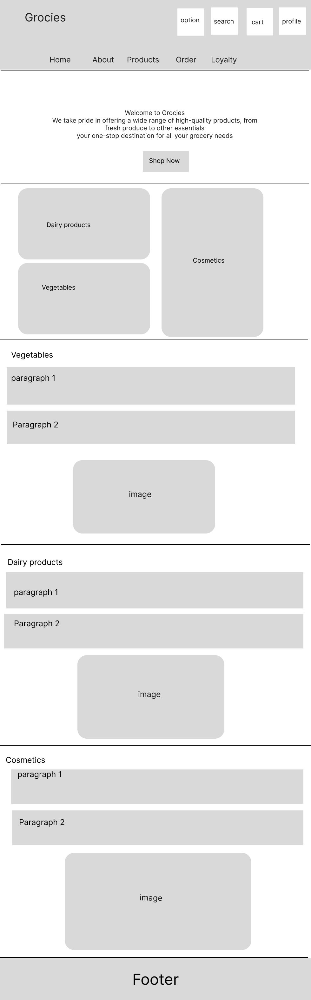 Grocies
option
search
cart
profile
Home
About
Products
Order
Loyalty
Welcome to Grocies
We take pride in offering a wide range of high-quality products, from
fresh produce to other essentials
your one-stop destination for all your grocery needs
Shop Now
Dairy products
Cosmetics
Vegetables
Vegetables
paragraph 1
Paragraph 2
image
Dairy products
paragraph 1
Paragraph 2
image
Cosmetics
paragraph 1
Paragraph 2
image
Footer